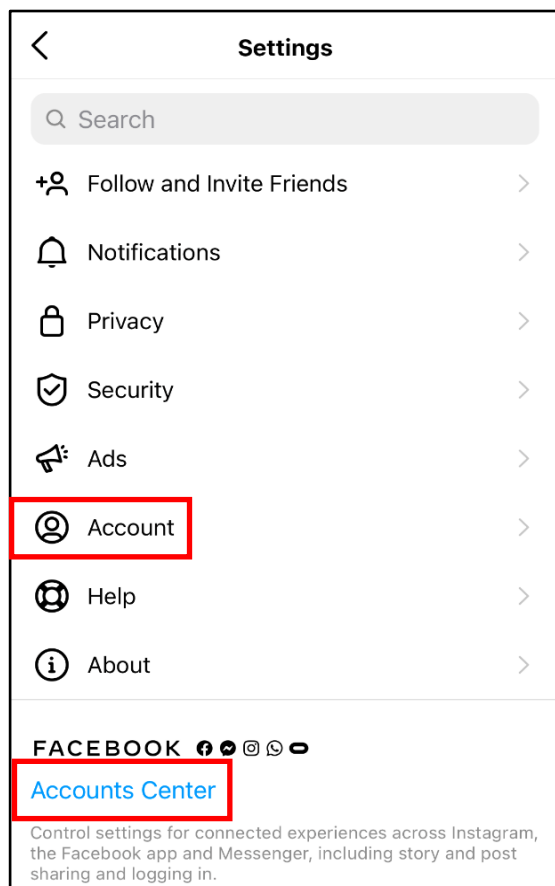 Settings
Search
Follow and Invite Friends
Notifications
Privacy
Security
Ads
Account
Help
About
FACEBOOK
Accounts Center
Control settings for connected experiences across Instagram,
the Facebook app and Messenger, including story and post
sharing and logging in.